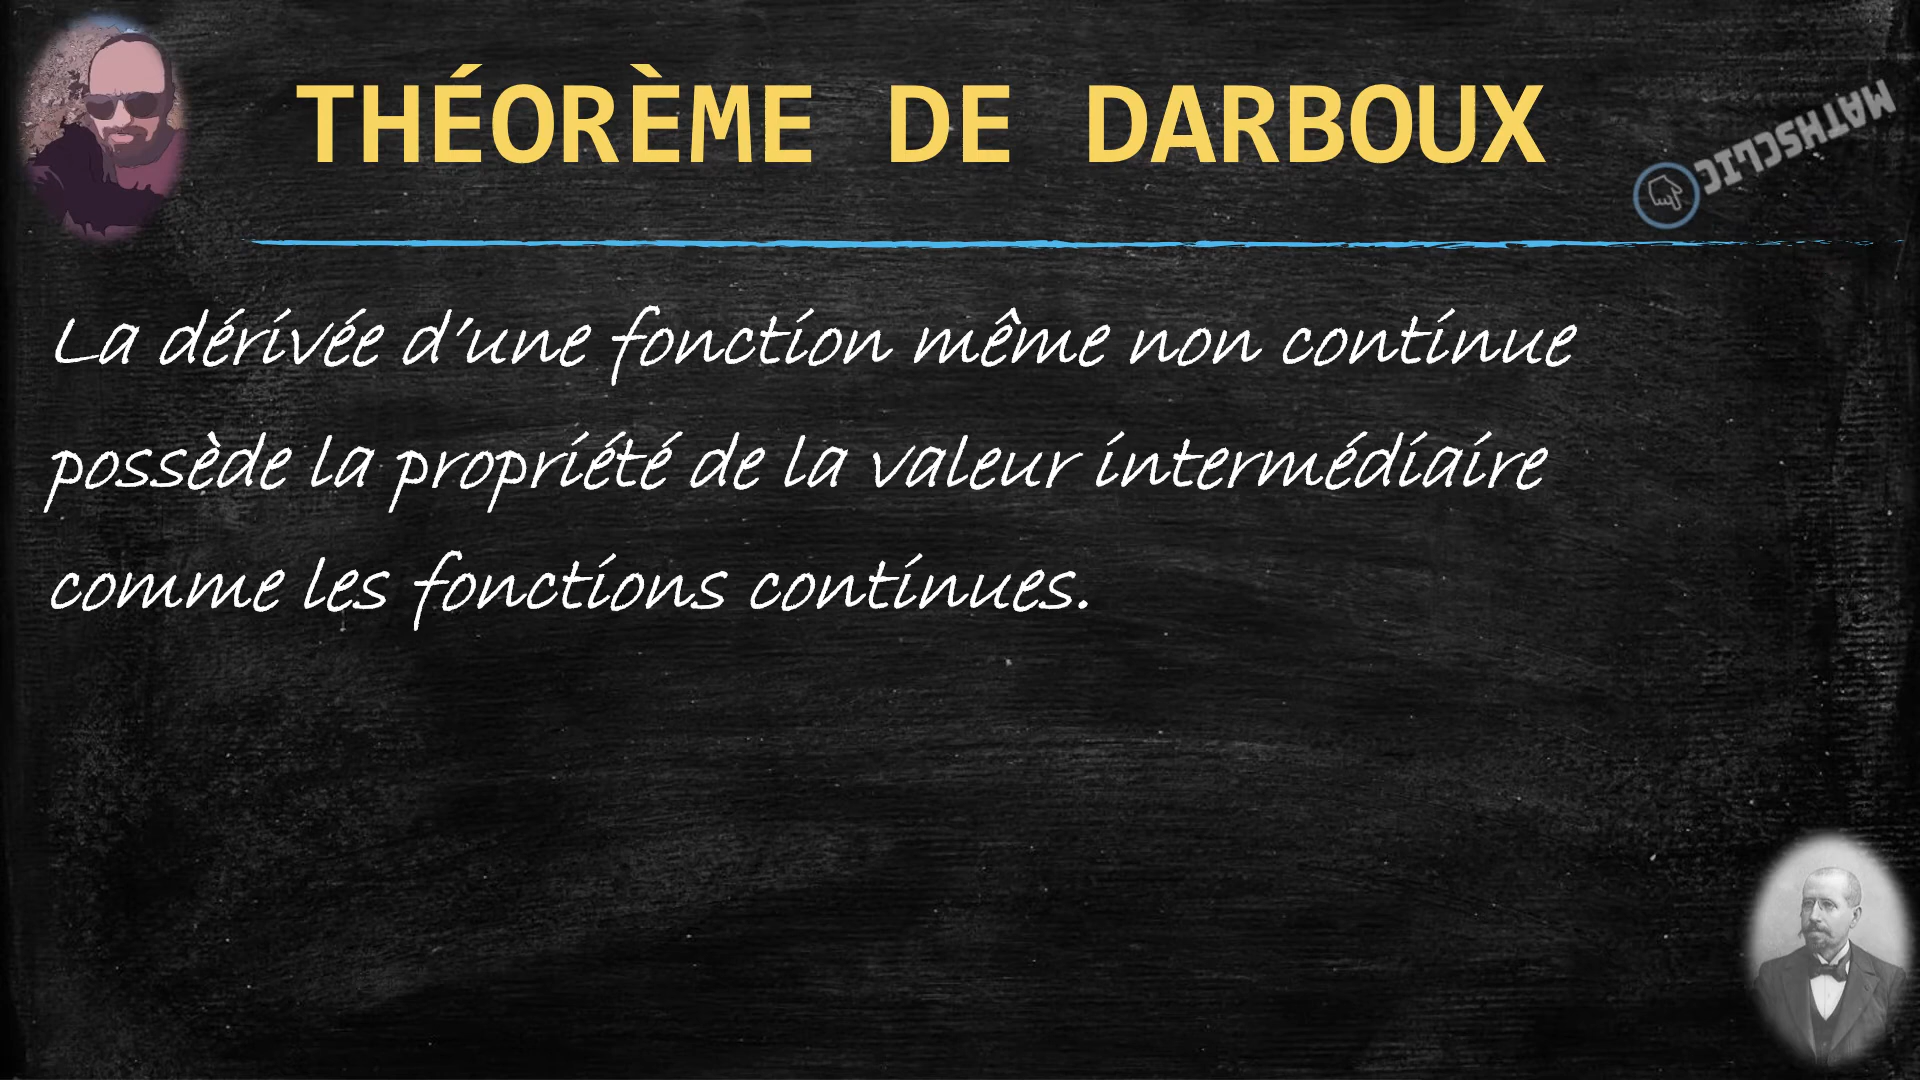 THÉORÈME DE DARBOUX
MATHSCLIC
La dérivée d'une fonction même non continue
possède la propriété de la valeur intermédiaire
comme les fonctions continues.